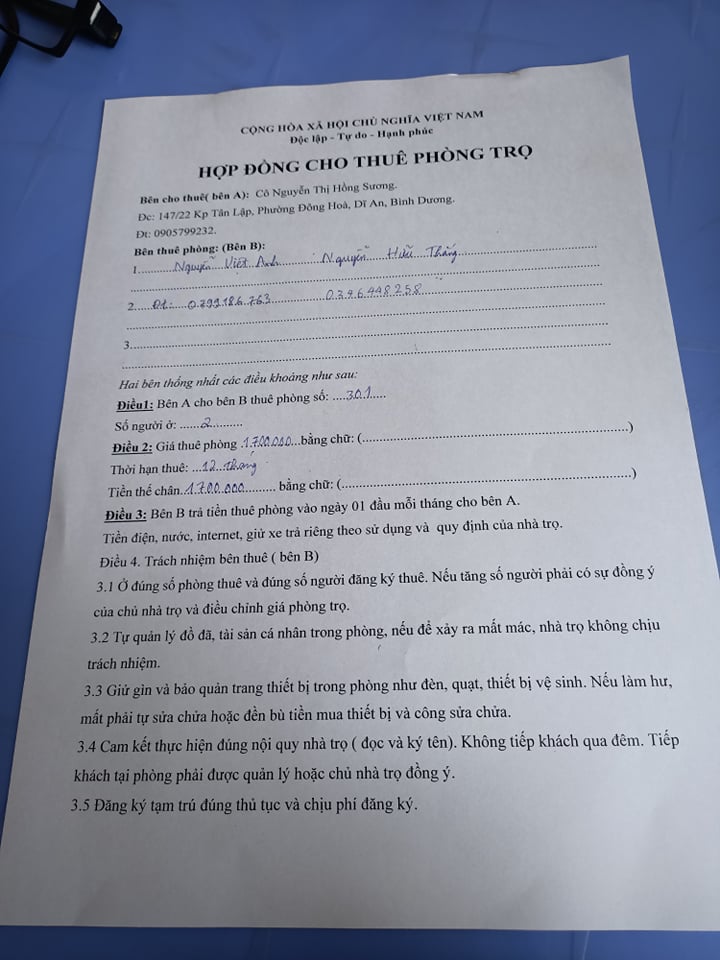 CỘNG HÒA XÃ HỘI CHỦ NGHĨA VIỆT NAM
Độc lập - Tự do - Hạnh phúc
HỢP ĐỒNG CHO THUÊ PHÒNG TRỌ
Bên cho thuê( bên A): Cô Nguyễn Thị Hồng Sương.
Đc: 147/22 Kp Tân Lập, Phường Đông Hoà, Dĩ An, Bình Dương.
Đt: 0905799232.
Bên thuê phòng: (Bên B):
1. Nguyễn Việt Anh Nguyễn Hữu Thắng
2. Đt: 0799.186.763 0346448258
3.
Hai bên thống nhất các điều khoảng như sau:
Điều1: Bên A cho bên B thuê phòng số: ....301.....
Số người ở: ......2..........
Điều 2: Giá thuê phòng .1.700.000...bằng chữ: (..........)
Thời hạn thuê: ...12 tháng
Tiền thế chân.1.700.000.......... bằng chữ: (..........)
Điều 3: Bên B trả tiền thuê phòng vào ngày 01 đầu mỗi tháng cho bên A.
Tiền điện, nước, internet, giử xe trả riêng theo sử dụng và quy định của nhà trọ.
Điều 4. Trách nhiệm bên thuê ( bên B)
3.1 Ở đúng số phòng thuê và đúng số người đăng ký thuê. Nếu tăng số người phải có sự đồng ý
của chủ nhà trọ và điều chỉnh giá phòng trọ.
3.2 Tự quản lý đồ đã, tài sản cá nhân trong phòng, nếu để xảy ra mất mác, nhà trọ không chịu
trách nhiệm.
3.3 Giử gìn và bảo quản trang thiết bị trong phòng như đèn, quạt, thiết bị vệ sinh. Nếu làm hư,
mất phải tự sửa chửa hoặc đền bù tiền mua thiết bị và công sửa chửa.
3.4 Cam kết thực hiện đúng nội quy nhà trọ ( đọc và ký tên). Không tiếp khách qua đêm. Tiếp
khách tại phòng phải được quản lý hoặc chủ nhà trọ đồng ý.
3.5 Đăng ký tạm trú đúng thủ tục và chịu phí đăng ký.